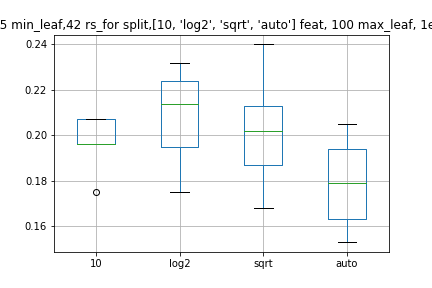 5 min_leaf,42 rs_for split,[10, 'log2', 'sqrt', 'auto'] feat, 100 max_leaf, 1e
0.24
0.22
0.20
0.18
0.16
10 log2 sqrt auto